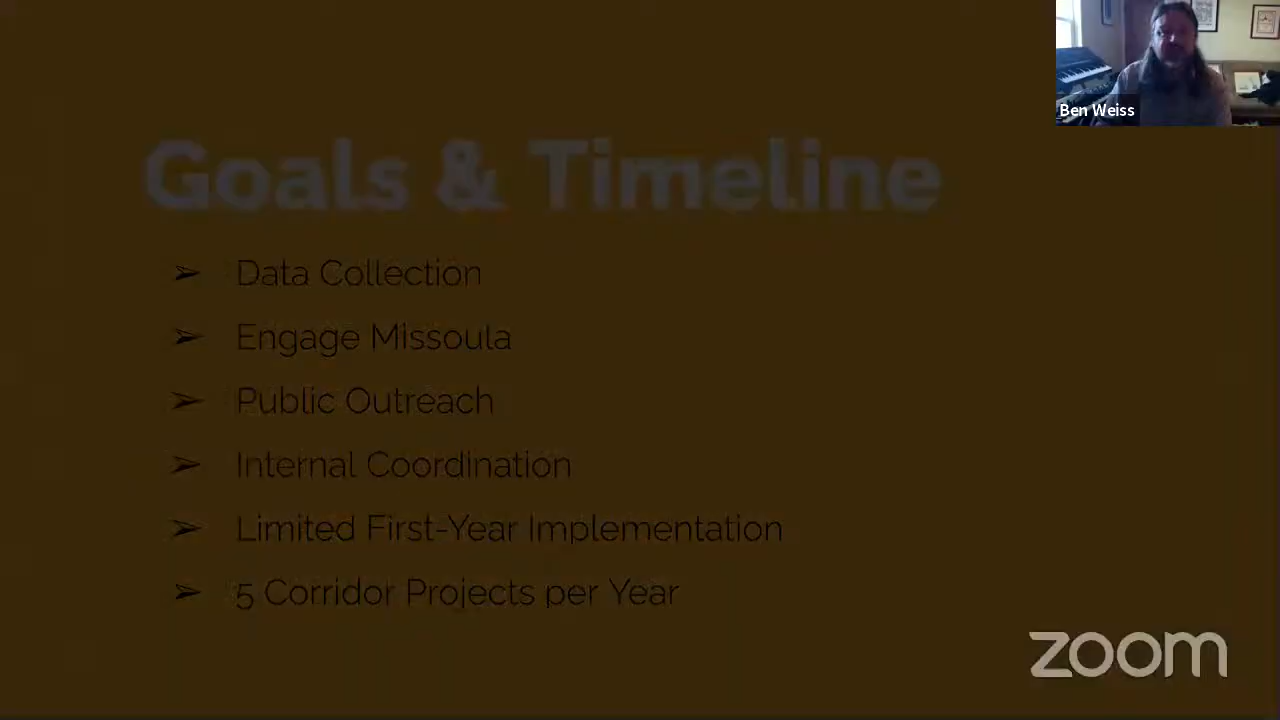 Ben Weiss
Goals & Timeline
➢ Data Collection
➢ Engage Missoula
➢ Public Outreach
➢ Internal Coordination
➢ Limited First-Year Implementation
➢ 5 Corridor Projects per Year
zoom